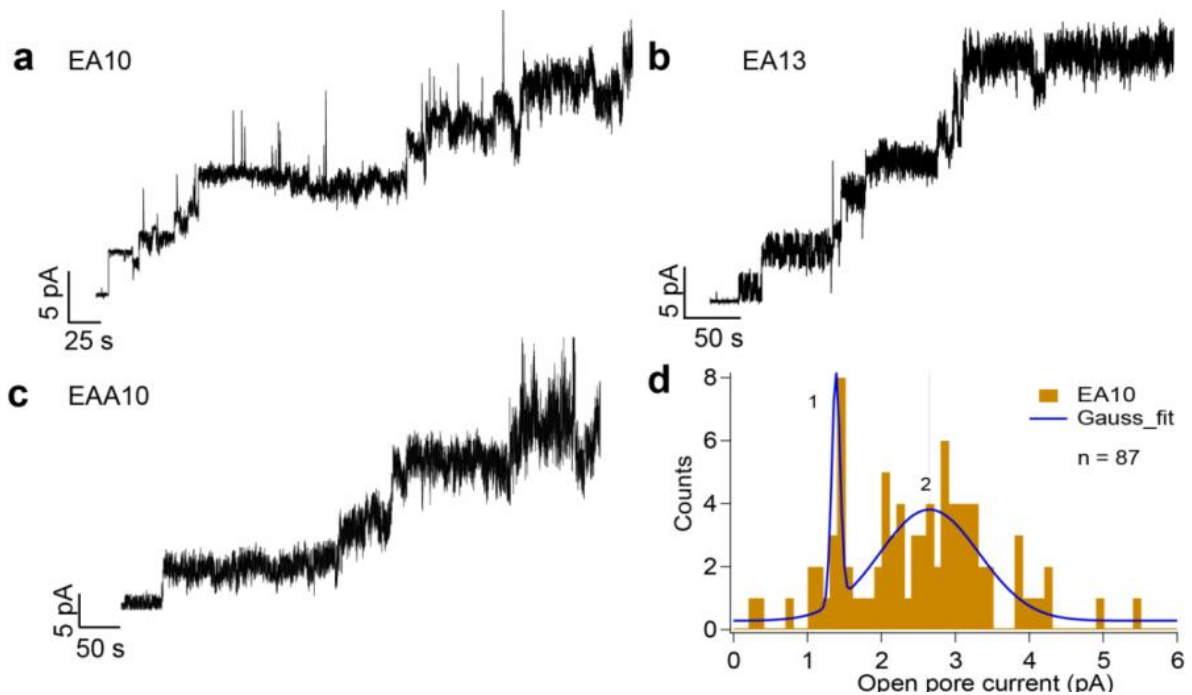 a EA10
5 pA
25 s
b EA13
5 pA
50 s
c EAA10
5 pA
50 s
d
8
6
4
2
0
Counts
1
2
EA10
Gauss_fit
n = 87
0 1 2 3 4 5 6
Open pore current (pA)